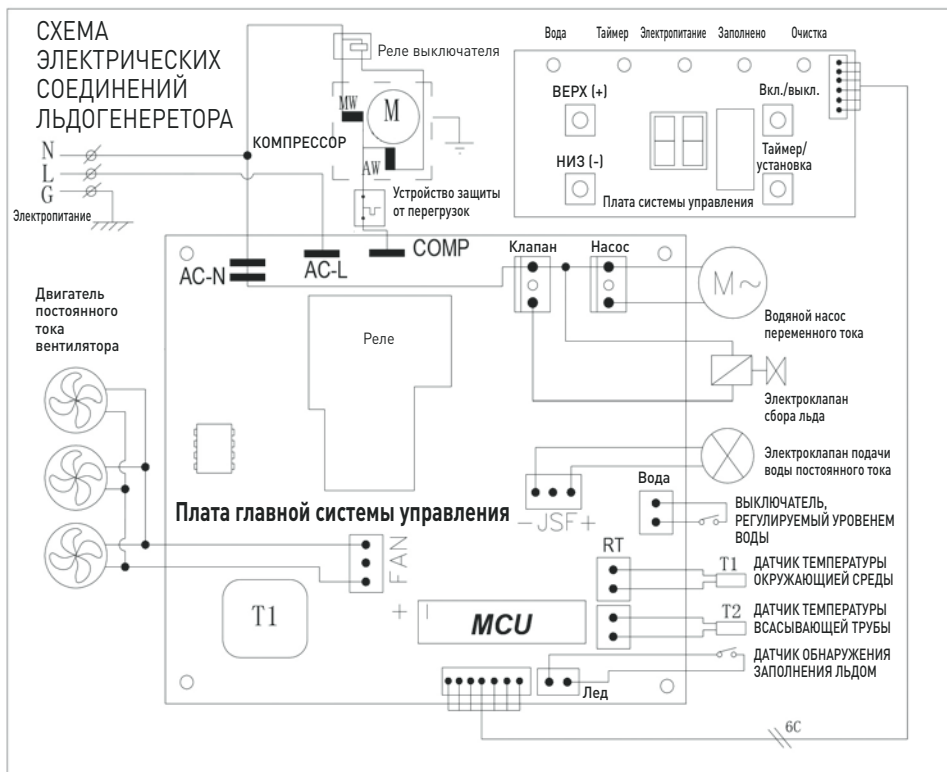 СХЕМА
ЭЛЕКТРИЧЕСКИХ
СОЕДИНЕНИЙ
ЛЬДОГЕНЕРЕТОРА
N
L
G
Электропитание
КОМПРЕССОР
Реле выключателя
MW
M
AW
Устройство защиты
от перегрузок
Вода
Таймер
Электропитание
Заполнено
Очистка
ВЕРХ (+)
НИЗ (-)
Вкл./выкл.
Таймер/
установка
Плата системы управления
AC-N
AC-L
COMP
Клапан
Насос
M~
Водяной насос
переменного тока
Электроклапан
сбора льда
Двигатель
постоянного
тока
вентилятора
Реле
Электроклапан подачи
воды постоянного тока
-JSF+
Вода
ВЫКЛЮЧАТЕЛЬ,
РЕГУЛИРУЕМЫЙ УРОВЕНЕМ
ВОДЫ
Плата главной системы управления
FAN
+
T1
MCU
RT
T1
ДАТЧИК ТЕМПЕРАТУРЫ
ОКРУЖАЮЩИЕЙ СРЕДЫ
T2
ДАТЧИК ТЕМПЕРАТУРЫ
ВСАСЫВАЮЩЕЙ ТРУБЫ
ДАТЧИК ОБНАРУЖЕНИЯ
ЗАПОЛНЕНИЯ ЛЬДОМ
Лед
6C